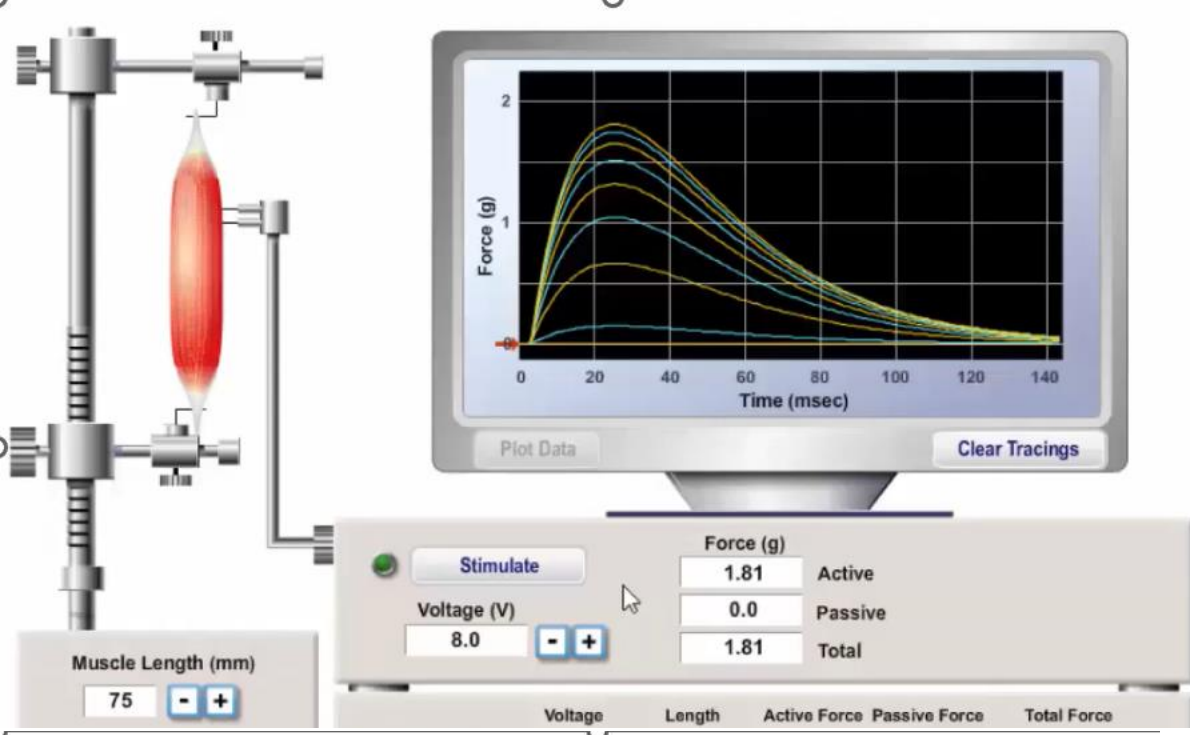 2
1
0
Force (g)
0 20 40 60 80 100 120 140
Time (msec)
Plot Data
Clear Tracings
Force (g)
Stimulate
1.81 Active
Voltage (V)
0.0 Passive
8.0 - +
1.81 Total
Muscle Length (mm)
75 - +
Voltage Length Active Force Passive Force Total Force